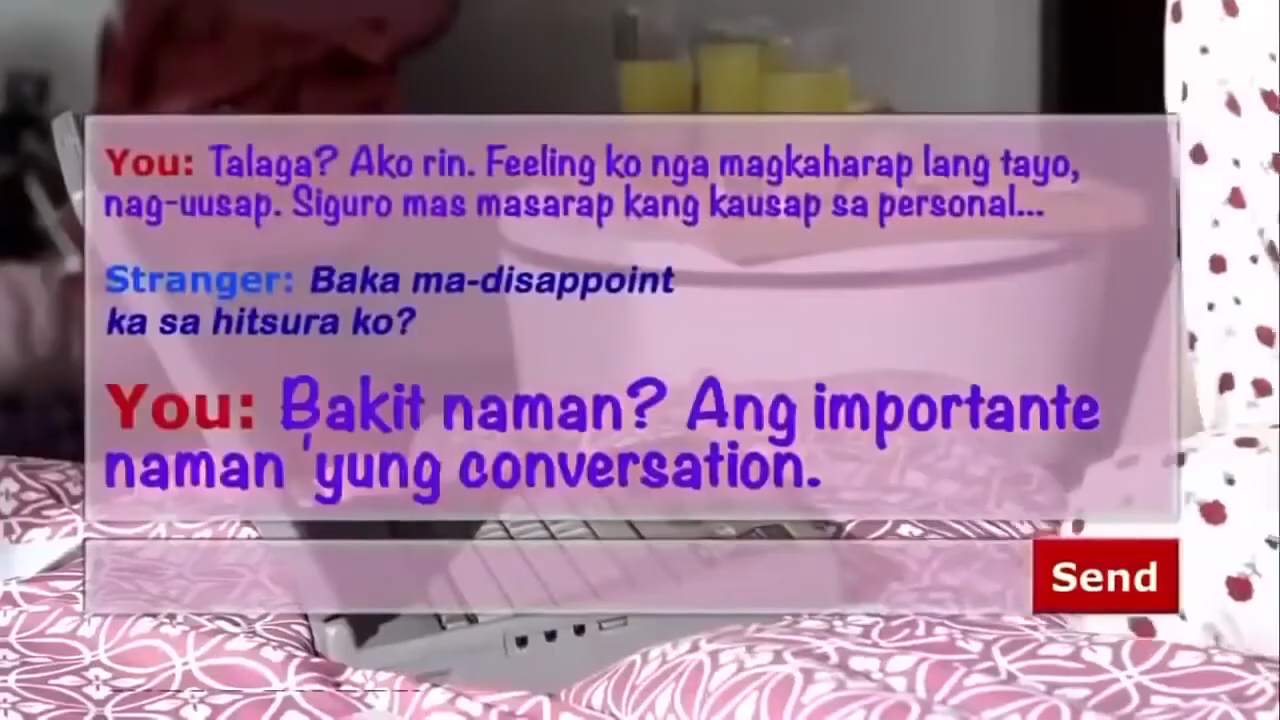 You: Talaga? Ako rin. Feeling ko nga magkaharap lang tayo,
nag-uusap. Siguro mas masarap kang kausap sa personal...
Stranger: Baka ma-disappoint
ka sa hitsura ko?
You: Bakit naman? Ang importante
naman 'yung conversation.
Send